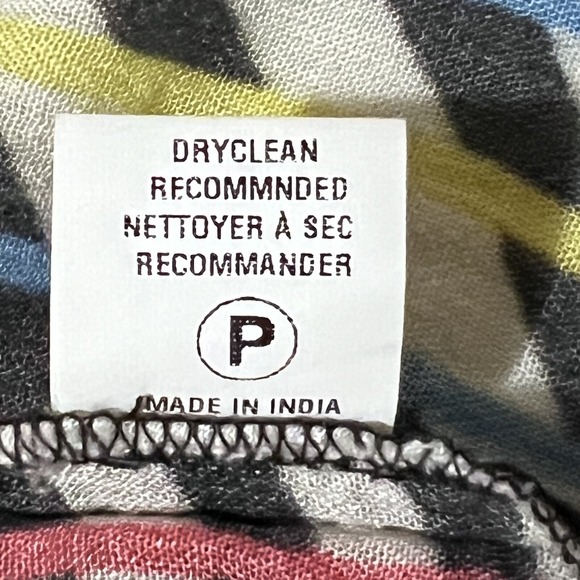 DRYCLEAN
RECOMMNDED
NETTOYER À SEC
RECOMMANDER
P
MADE IN INDIA